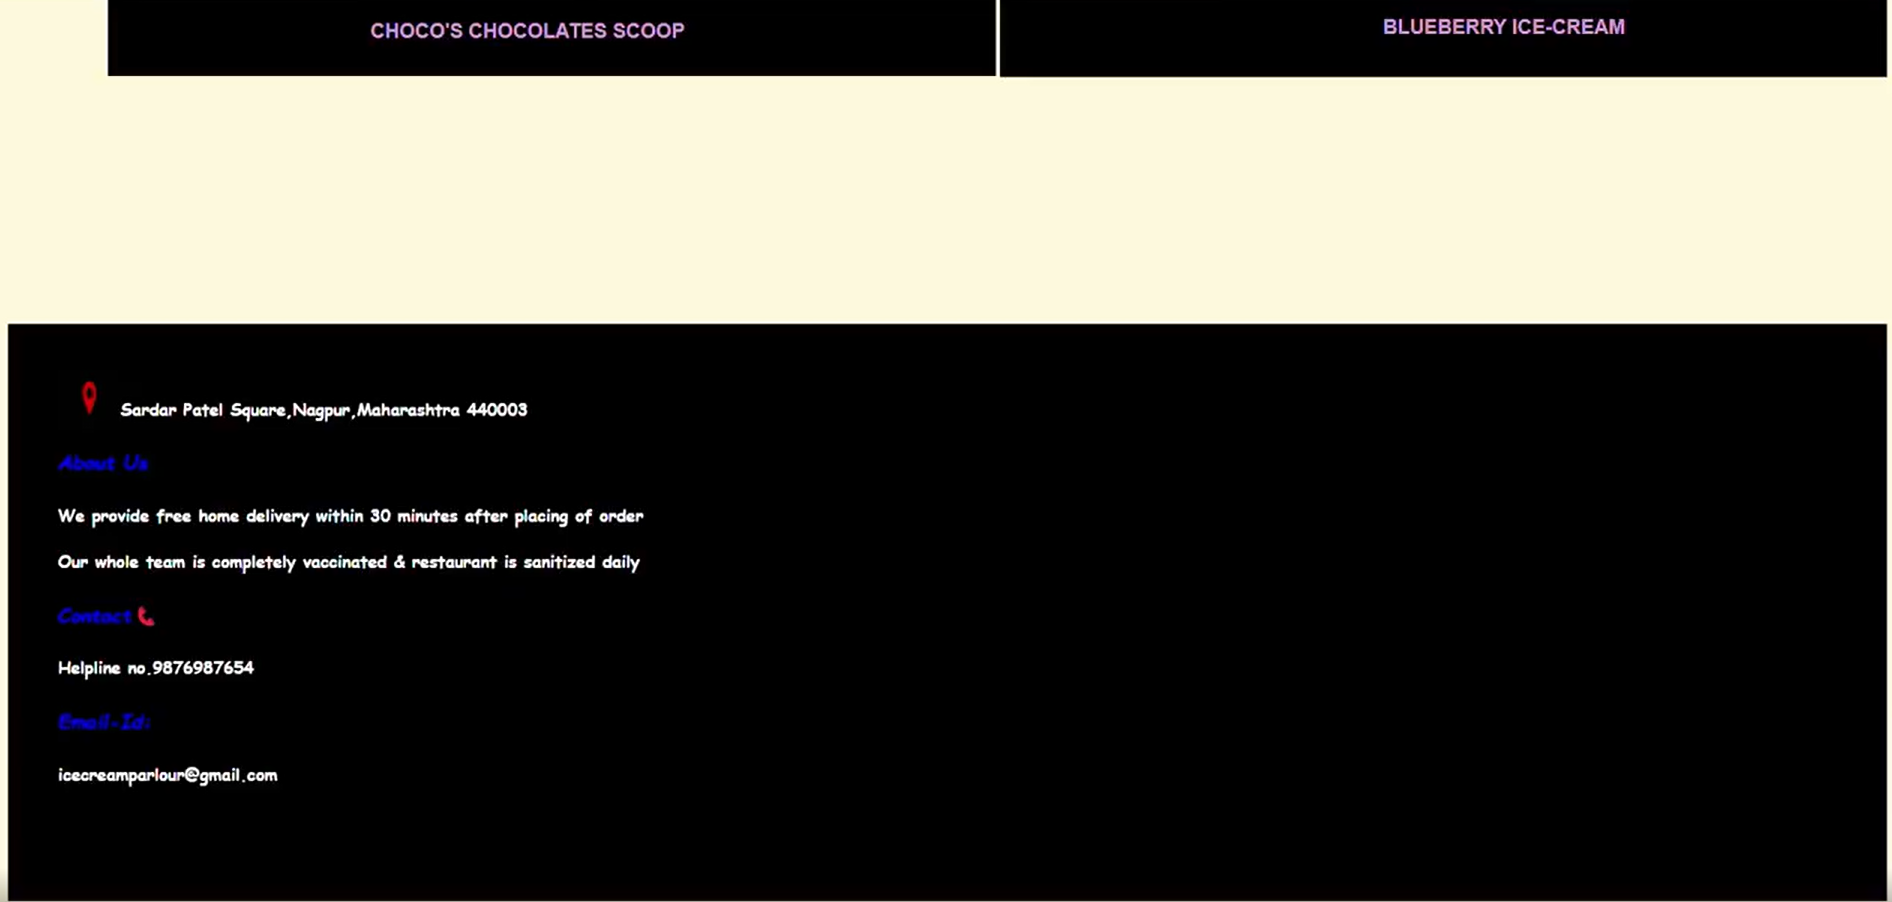 CHOCO'S CHOCOLATES SCOOP
BLUEBERRY ICE-CREAM
Sardar Patel Square,Nagpur,Maharashtra 440003
About Us
We provide free home delivery within 30 minutes after placing of order
Our whole team is completely vaccinated & restaurant is sanitized daily
Contact
Helpline no.9876987654
Email-Id:
icecreamparlour@gmail.com